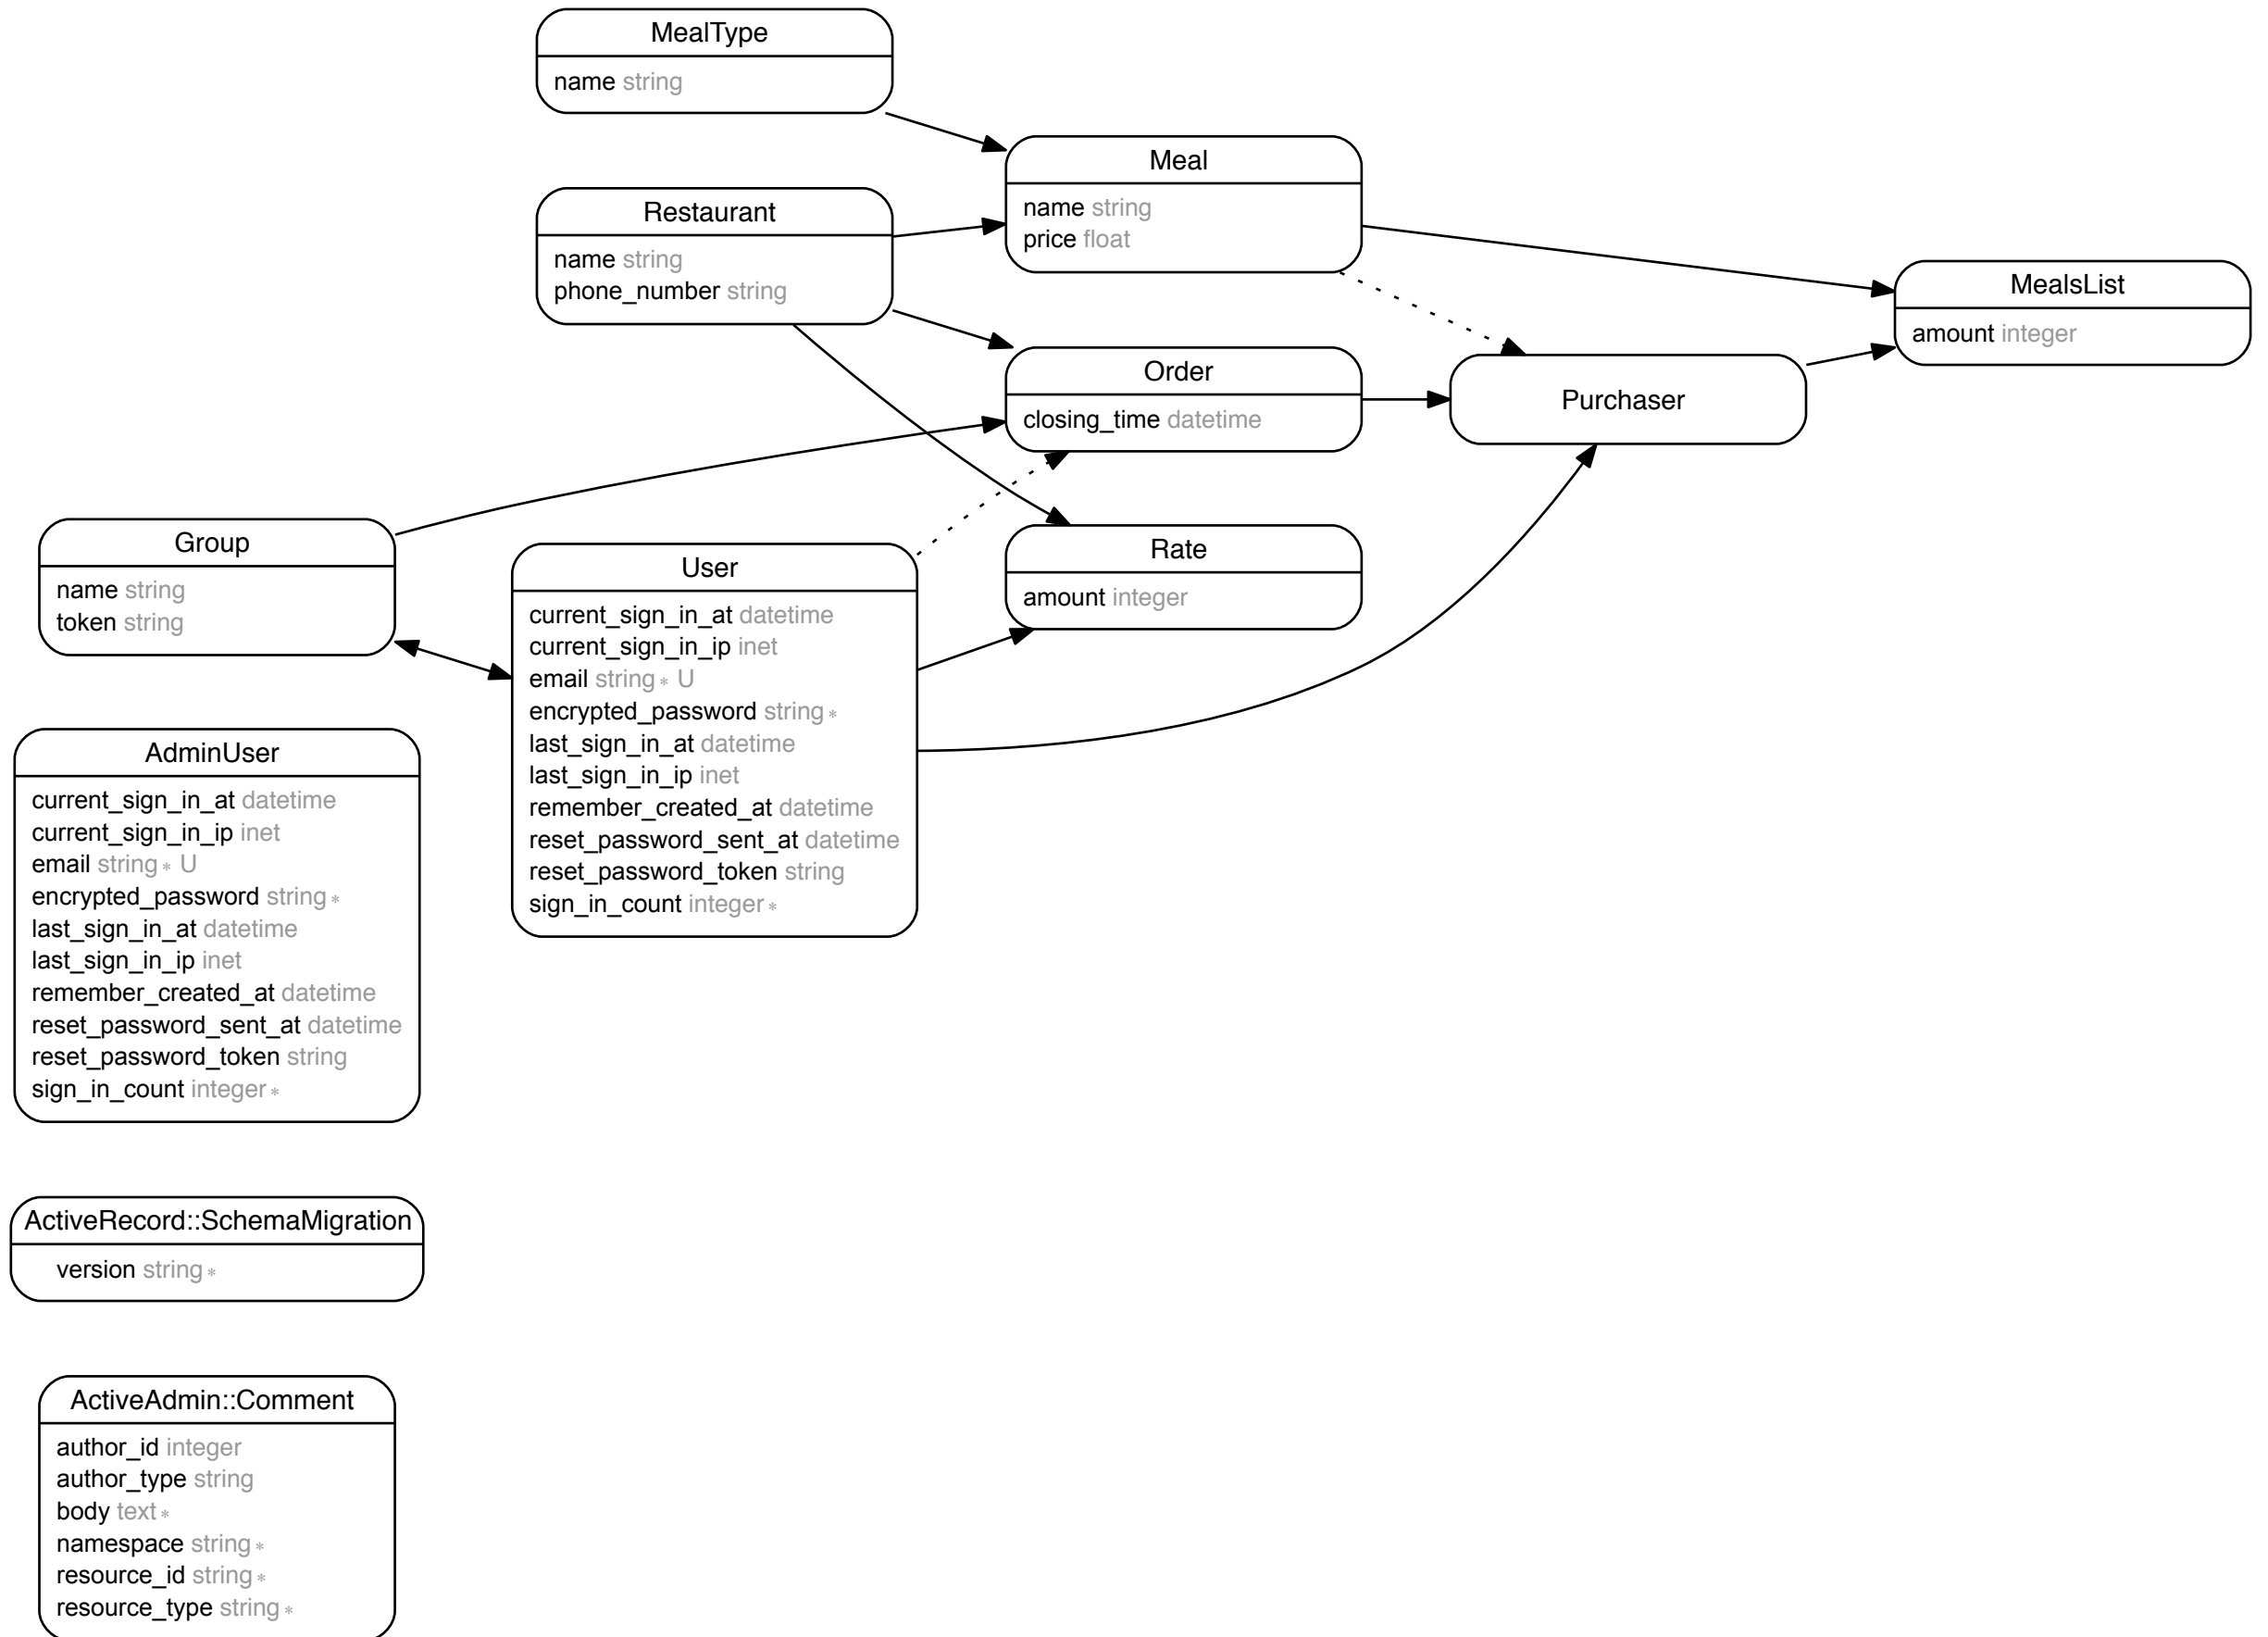 MealType
name string
Meal
name string
price float
Restaurant
name string
phone_number string
MealsList
amount integer
Order
closing_time datetime
Purchaser
Group
name string
token string
User
current_sign_in_at datetime
current_sign_in_ip inet
email string* U
encrypted_password string*
last_sign_in_at datetime
last_sign_in_ip inet
remember_created_at datetime
reset_password_sent_at datetime
reset_password_token string
sign_in_count integer*
Rate
amount integer
AdminUser
current_sign_in_at datetime
current_sign_in_ip inet
email string* U
encrypted_password string*
last_sign_in_at datetime
last_sign_in_ip inet
remember_created_at datetime
reset_password_sent_at datetime
reset_password_token string
sign_in_count integer*
ActiveRecord::SchemaMigration
version string*
ActiveAdmin::Comment
author_id integer
author_type string
body text*
namespace string*
resource_id string*
resource_type string*